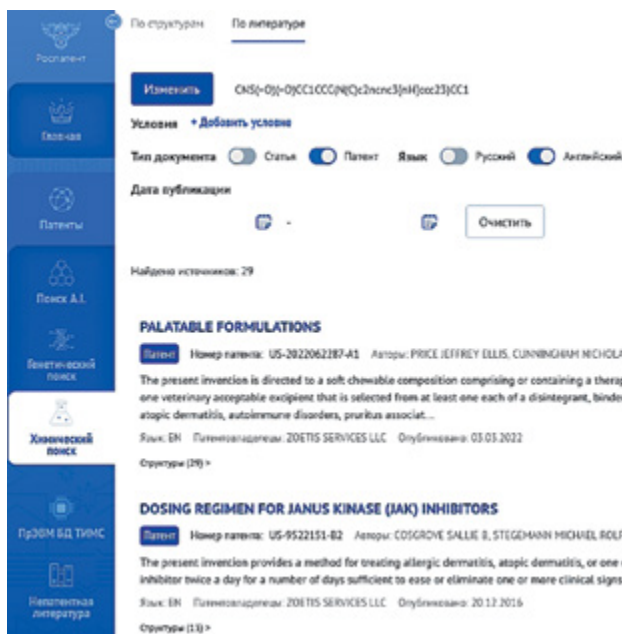 Роспатент
Главная
Патенты
Поиск A.I.
Генетический
поиск
Химический
поиск
ПрЭВМ БД ТИМС
Непатентная
литература
По структурам По литературе
Изменить CNS(=O)(=O)CC1CCC(N(C)c2ncnc3[nH]ccc23)CC1
Условия + Добавить условие
Тип документа Статья Патент Язык Русский Английский
Дата публикации
- Очистить
Найдено источников: 29
PALATABLE FORMULATIONS
Патент Номер патента: US-2022062287-A1 Авторы: PRICE JEFFREY ELLIS, CUNNINGHAM NICHOLA
The present invention is directed to a soft chewable composition comprising or containing a therap
one veterinary acceptable excipient that is selected from at least one each of a disintegrant, binde
atopic dermatitis, autoimmune disorders, pruritus associat...
Язык: EN Патентовладельцы: ZOETIS SERVICES LLC Опубликовано: 03.03.2022
Структуры (29) >
DOSING REGIMEN FOR JANUS KINASE (JAK) INHIBITORS
Патент Номер патента: US-9522151-B2 Авторы: COSGROVE SALLIE B, STEGEMANN MICHAEL ROLF
The present invention provides a method for treating allergic dermatitis, atopic dermatitis, or one
inhibitor twice a day for a number of days sufficient to ease or eliminate one or more clinical signs
Язык: EN Патентовладельцы: ZOETIS SERVICES LLC Опубликовано: 20.12.2016
Структуры (13) >